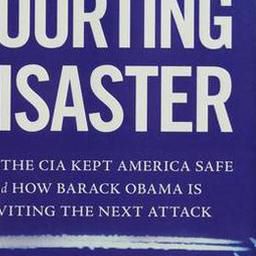 OURTING
ISASTER
THE CIA KEPT AMERICA SAFE
d HOW BARACK OBAMA IS
VITING THE NEXT ATTACK